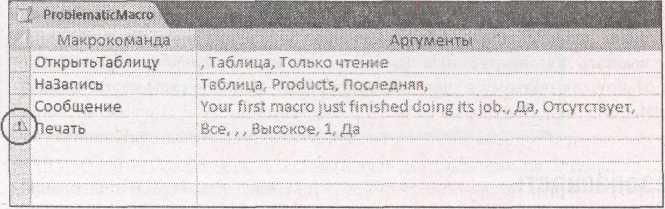 ProblematicMacro
Макрокоманда Аргументы
ОткрытьТаблицу , Таблица, Только чтение
НаЗапись Таблица, Products, Последняя,
Сообщение Your first macro just finished doing its job., Да, Отсутствует,
Печать Все, , , Высокое, 1, Да